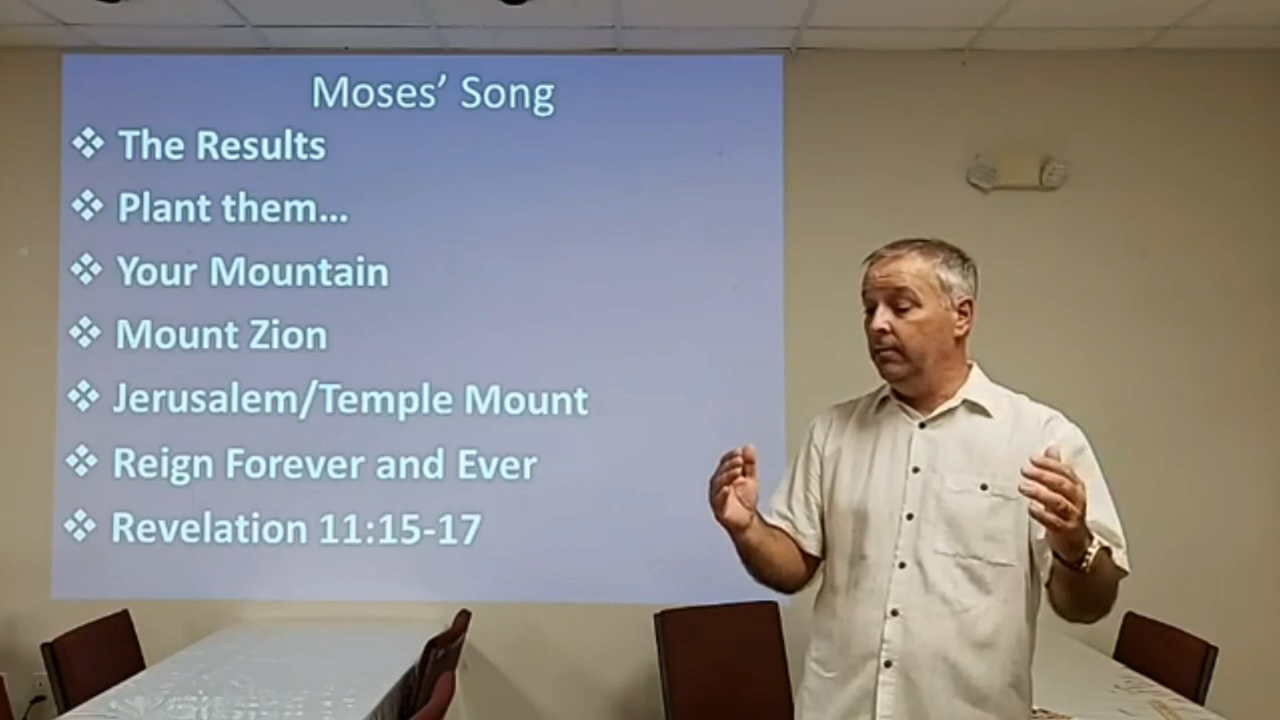 Moses’ Song
❖ The Results
❖ Plant them...
❖ Your Mountain
❖ Mount Zion
❖ Jerusalem/Temple Mount
❖ Reign Forever and Ever
❖ Revelation 11:15-17